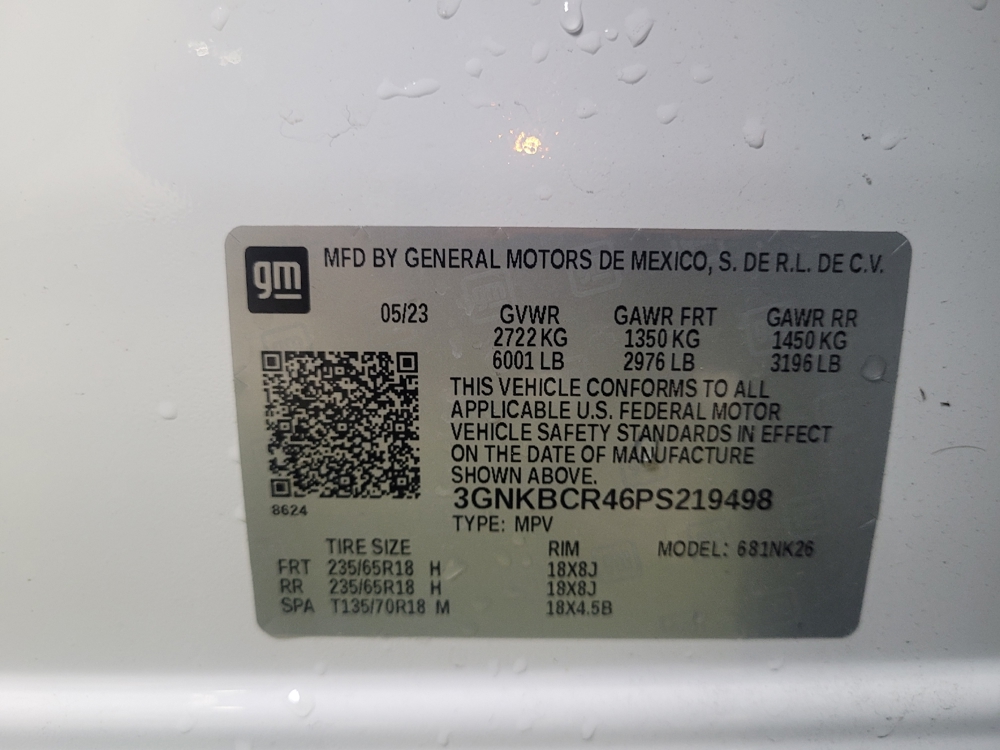 gm
MFD BY GENERAL MOTORS DE MEXICO, S. DE R.L. DE C.V.
05/23 GVWR GAWR FRT GAWR RR
2722 KG 1350 KG 1450 KG
6001 LB 2976 LB 3196 LB
THIS VEHICLE CONFORMS TO ALL
APPLICABLE U.S. FEDERAL MOTOR
VEHICLE SAFETY STANDARDS IN EFFECT
ON THE DATE OF MANUFACTURE
SHOWN ABOVE.
3GNKBCR46PS219498
8624
TYPE: MPV
TIRE SIZE RIM MODEL: 681NK26
FRT 235/65R18 H 18X8J
RR 235/65R18 H 18X8J
SPA T135/70R18 M 18X4.5B